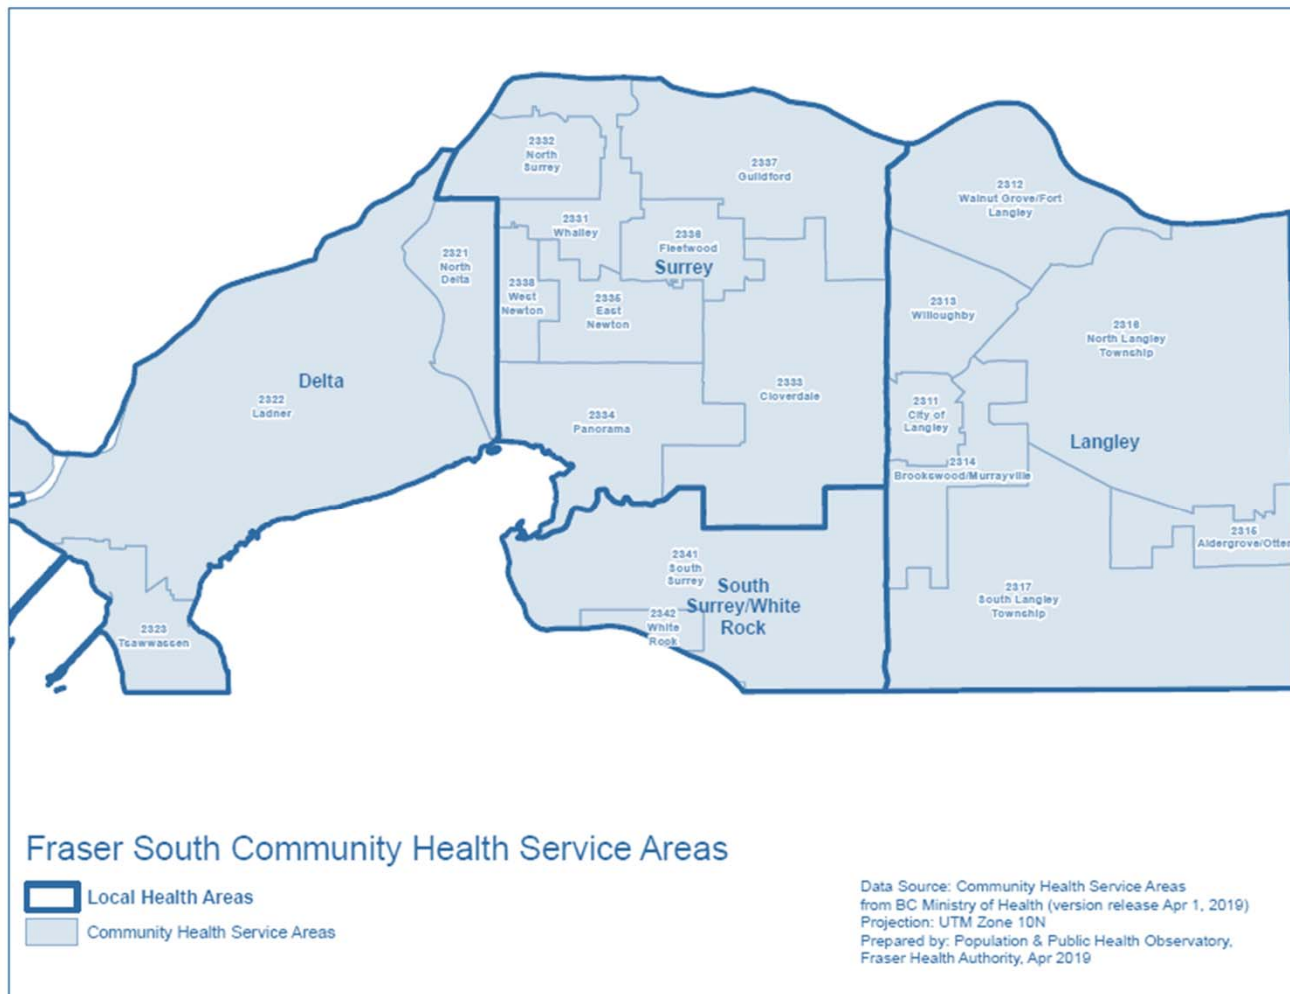 2332
North
Surrey
2337
Guildford
2312
Walnut Grove/Fort
Langley
2331
Whalley
2336
Fleetwood
Surrey
2321
North
Delta
2338
West
Newton
2335
East
Newton
2313
Willoughby
2316
North Langley
Township
Delta
2322
Ladner
2333
Cloverdale
2334
Panorama
2311
City of
Langley
Langley
2314
Brookswood/Murrayville
2315
Aldergrove/Otter
2341
South
Surrey
South
Surrey/White
Rock
2342
White
Rock
2317
South Langley
Township
2323
Tsawwassen
Fraser South Community Health Service Areas
Local Health Areas
Community Health Service Areas
Data Source: Community Health Service Areas
from BC Ministry of Health (version release Apr 1, 2019)
Projection: UTM Zone 10N
Prepared by: Population & Public Health Observatory,
Fraser Health Authority, Apr 2019